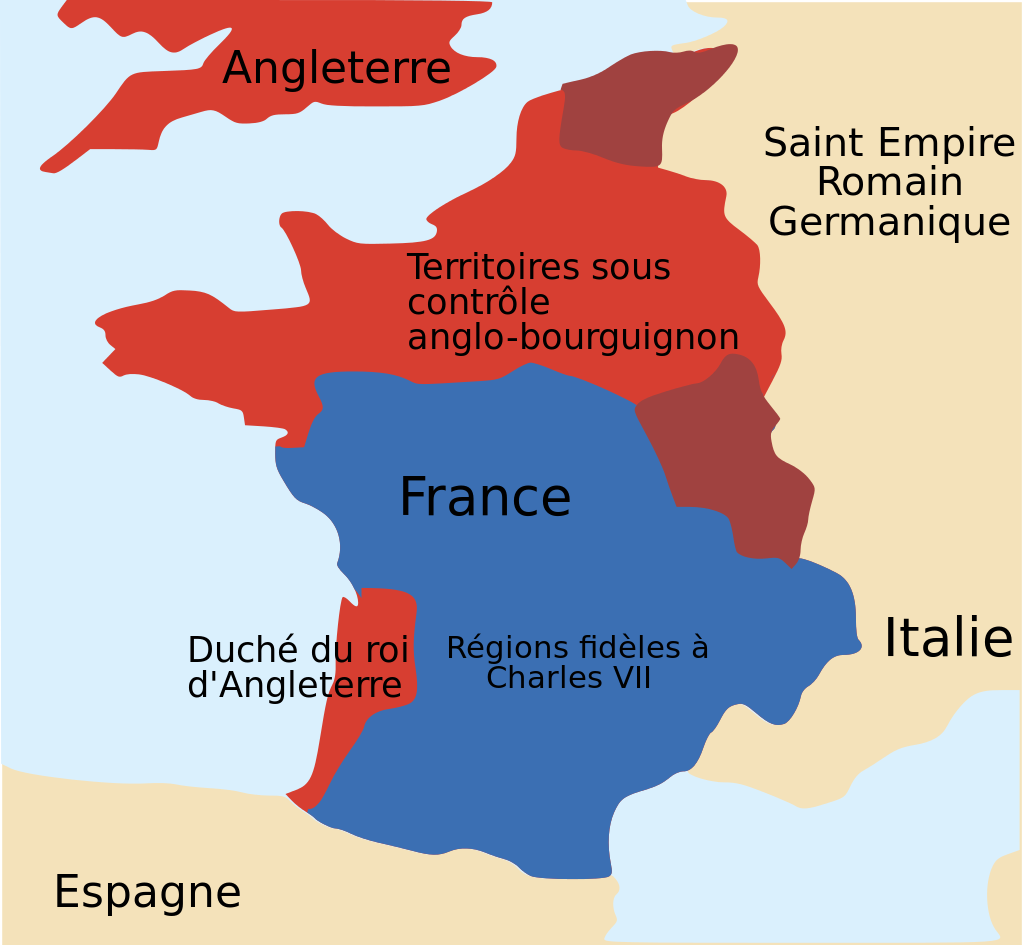 Angleterre
Saint Empire
Romain
Germanique
Territoires sous
contrôle
anglo-bourguignon
France
Duché du roi
d'Angleterre
Régions fidèles à
Charles VII
Italie
Espagne